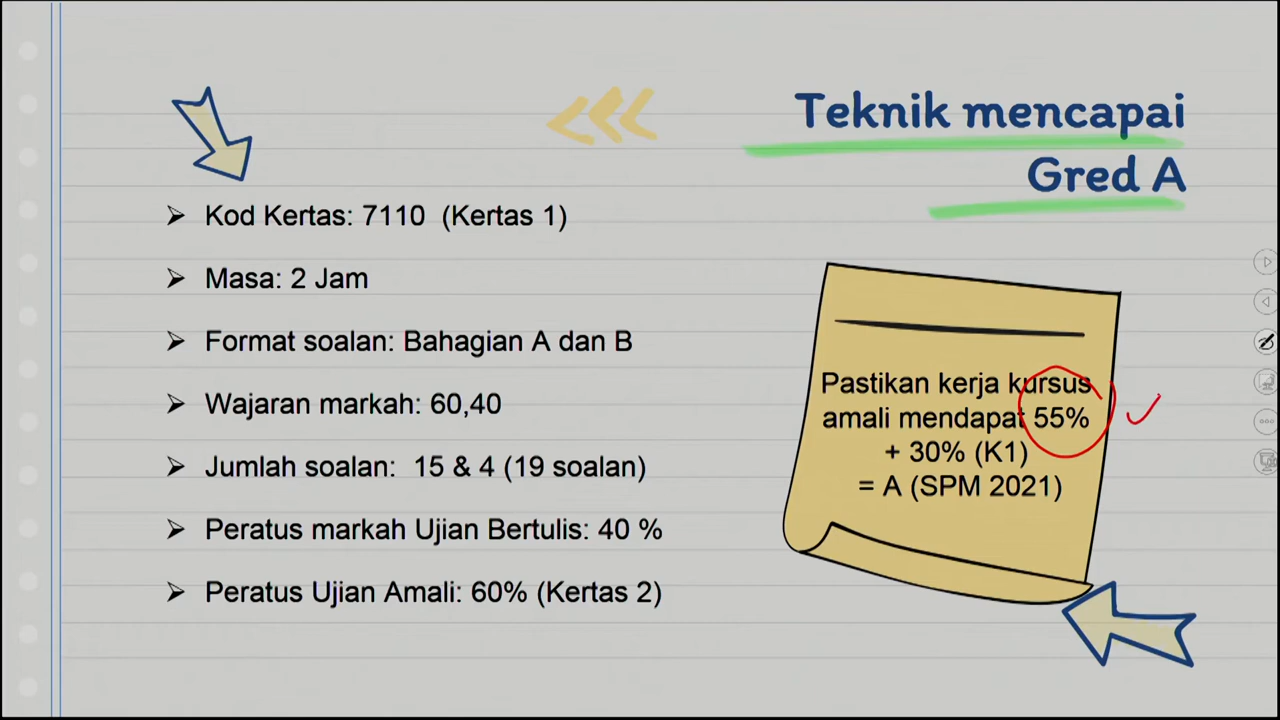 Teknik mencapai
Gred A
Kod Kertas: 7110 (Kertas 1)
Masa: 2 Jam
Format soalan: Bahagian A dan B
Wajaran markah: 60,40
Jumlah soalan: 15 & 4 (19 soalan)
Peratus markah Ujian Bertulis: 40 %
Peratus Ujian Amali: 60% (Kertas 2)
Pastikan kerja kursus
amali mendapat 55%
+ 30% (K1)
= A (SPM 2021)